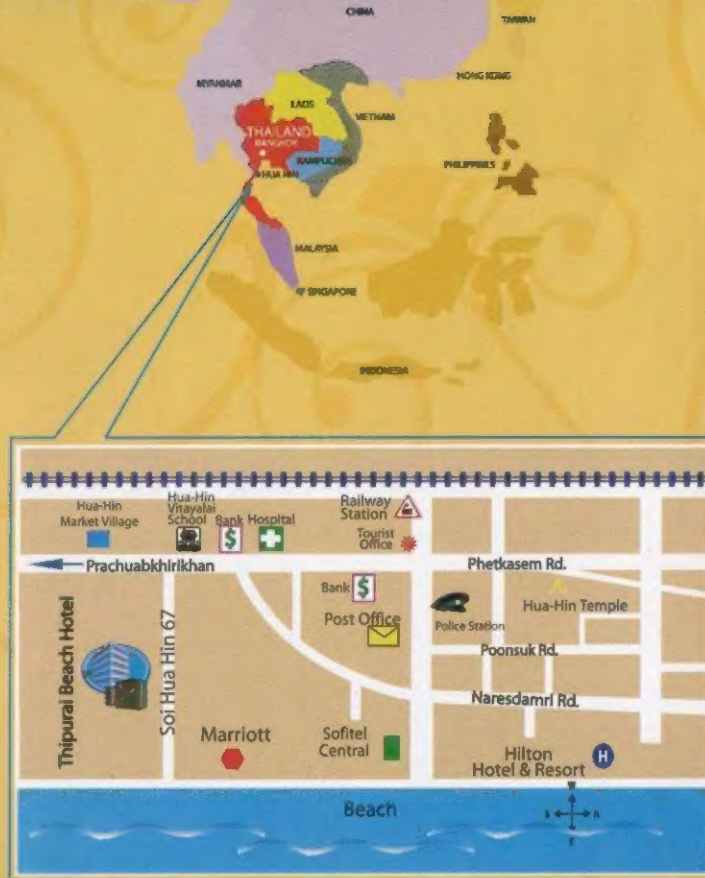 CHINA
TAIWAN
MYANMAR
HONG KONG
LAOS
VIETNAM
THAILAND
BANGKOK
KAMPUCHEA
PHILIPPINES
HUA HIN
MALAYSIA
SPIGAPORE
INDONESIA
Hua-Hin
Market Village
Hua-Hin
Vitayalai
School
Bank
Hospital
Railway
Station
Tourist
Office
Prachuabkhirikhan
Phetkasem Rd.
Bank
Post Office
Police Station
Hua-Hin Temple
Poonsuk Rd.
Thipurai Beach Hotel
Soi Hua Hin 67
Naresdamri Rd.
Marriott
Sofitel
Central
Hilton
Hotel & Resort
H
Beach
W
E